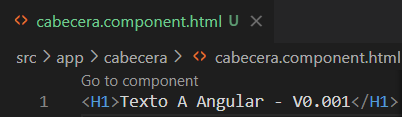 cabecera.component.html U ×
src > app > cabecera > <> cabecera.component.html
Go to component
1 <H1>Texto A Angular - V0.001</H1>